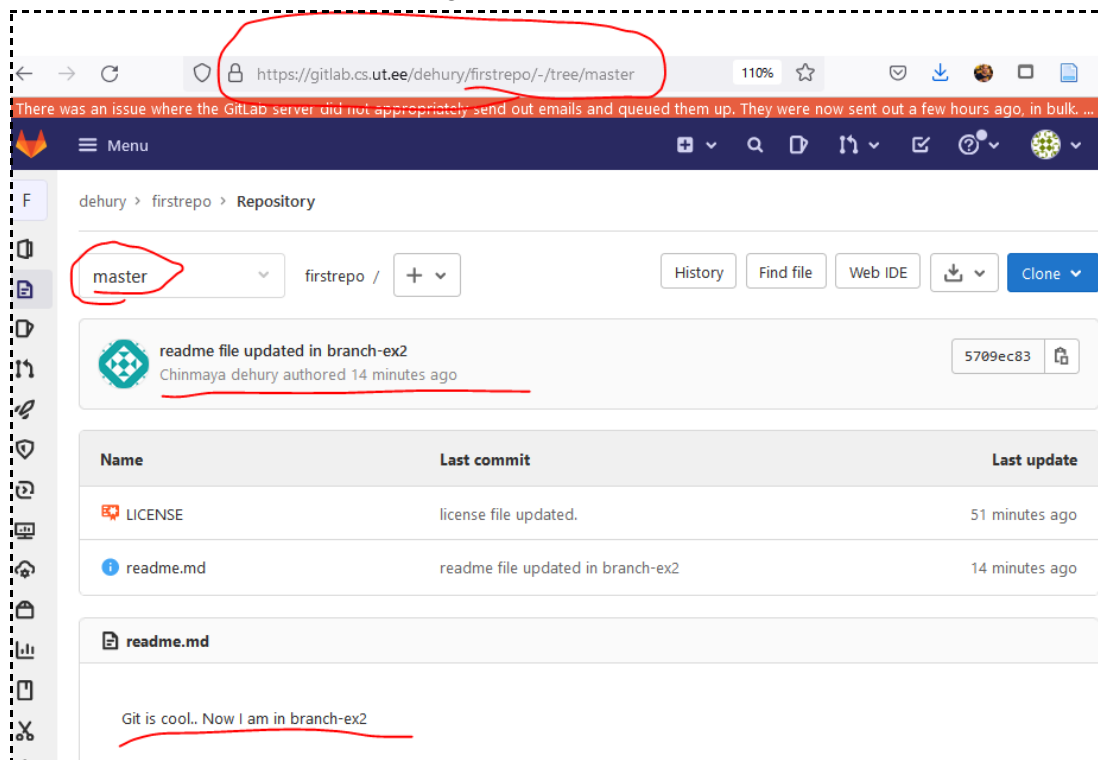 https://gitlab.cs.ut.ee/dehury/firstrepo/-/tree/master 110%
There was an issue where the GitLab server did not appropriately send out emails and queued them up. They were now sent out a few hours ago, in bulk. ...
Menu
F dehury > firstrepo > Repository
master firstrepo / + History Find file Web IDE Clone
readme file updated in branch-ex2
Chinmaya dehury authored 14 minutes ago
5709ec83
Name Last commit Last update
LICENSE license file updated. 51 minutes ago
readme.md readme file updated in branch-ex2 14 minutes ago
readme.md
Git is cool.. Now I am in branch-ex2